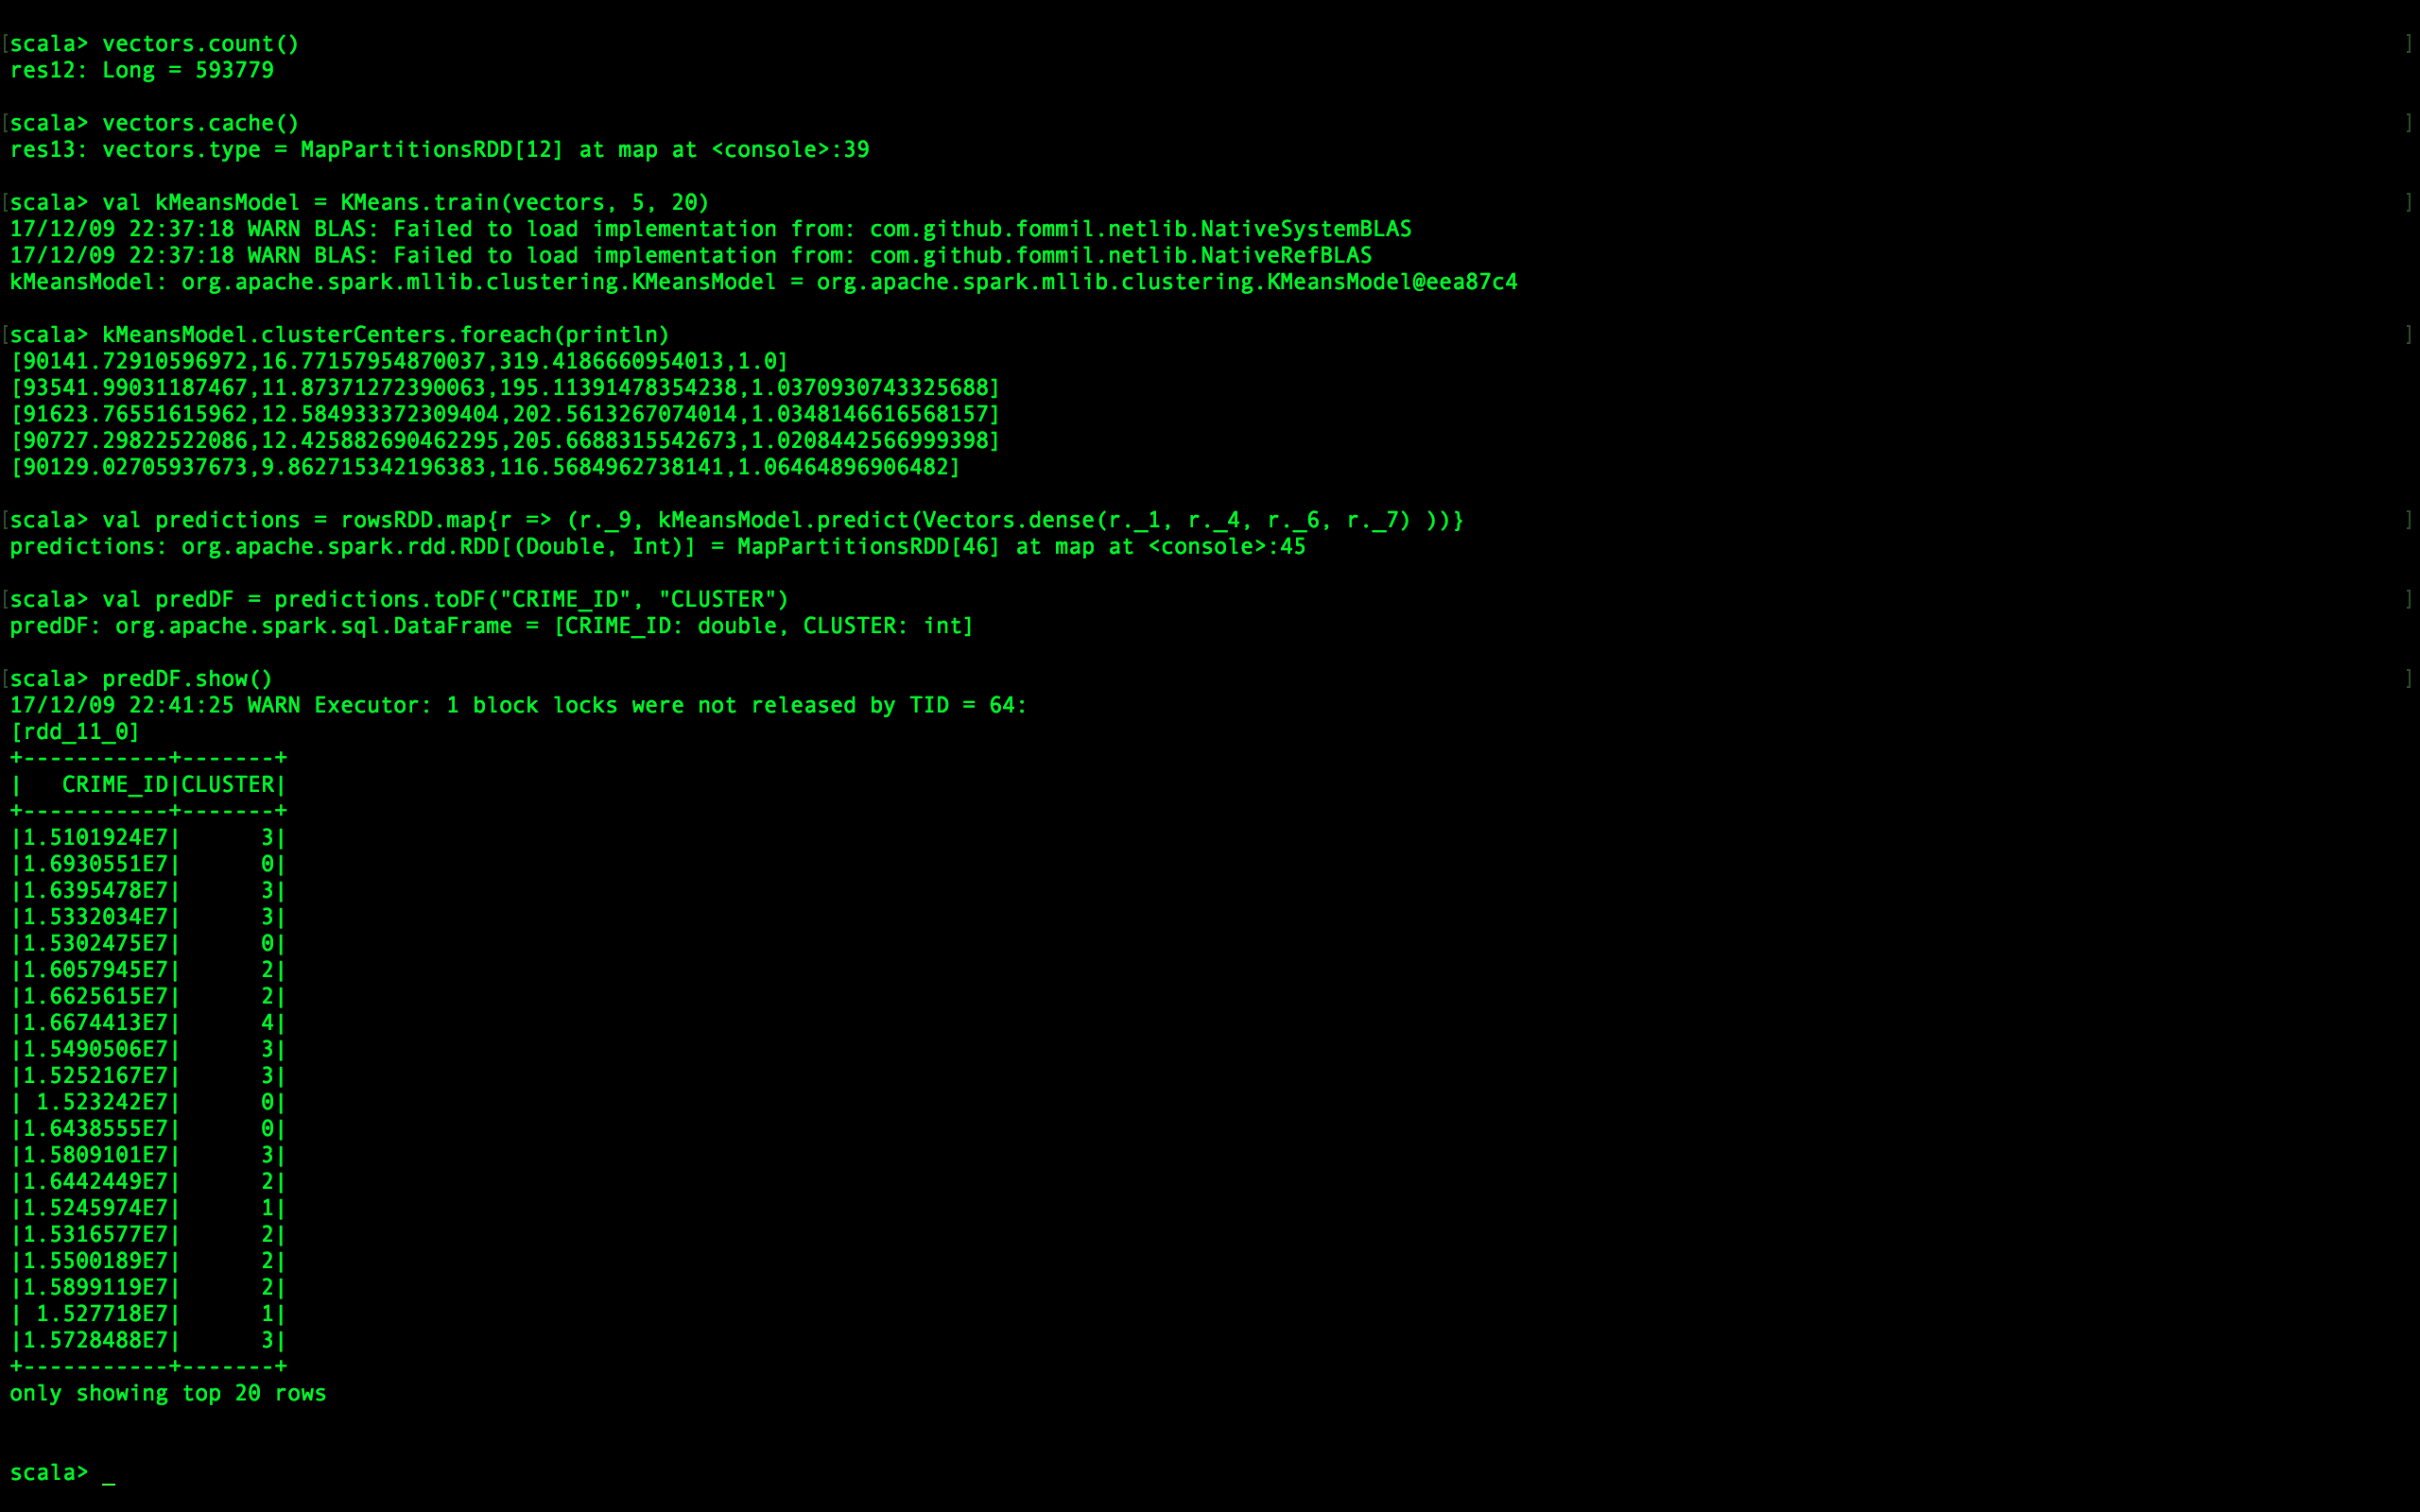 [scala> vectors.count() ]
res12: Long = 593779
[scala> vectors.cache() ]
res13: vectors.type = MapPartitionsRDD[12] at map at <console>:39
[scala> val kMeansModel = KMeans.train(vectors, 5, 20) ]
17/12/09 22:37:18 WARN BLAS: Failed to load implementation from: com.github.fommil.netlib.NativeSystemBLAS
17/12/09 22:37:18 WARN BLAS: Failed to load implementation from: com.github.fommil.netlib.NativeRefBLAS
kMeansModel: org.apache.spark.mllib.clustering.KMeansModel = org.apache.spark.mllib.clustering.KMeansModel@eea87c4
[scala> kMeansModel.clusterCenters.foreach(println) ]
[90141.72910596972,16.77157954870037,319.4186660954013,1.0]
[93541.99031187467,11.87371272390063,195.11391478354238,1.0370930743325688]
[91623.76551615962,12.584933372309404,202.5613267074014,1.0348146616568157]
[90727.29822522086,12.425882690462295,205.6688315542673,1.0208442566999398]
[90129.02705937673,9.862715342196383,116.5684962738141,1.06464896906482]
[scala> val predictions = rowsRDD.map{r => (r._9, kMeansModel.predict(Vectors.dense(r._1, r._4, r._6, r._7) ))} ]
predictions: org.apache.spark.rdd.RDD[(Double, Int)] = MapPartitionsRDD[46] at map at <console>:45
[scala> val predDF = predictions.toDF("CRIME_ID", "CLUSTER") ]
predDF: org.apache.spark.sql.DataFrame = [CRIME_ID: double, CLUSTER: int]
[scala> predDF.show() ]
17/12/09 22:41:25 WARN Executor: 1 block locks were not released by TID = 64:
[rdd_11_0]
+-----------+-------+
|   CRIME_ID|CLUSTER|
+-----------+-------+
|1.5101924E7|      3|
|1.6930551E7|      0|
|1.6395478E7|      3|
|1.5332034E7|      3|
|1.5302475E7|      0|
|1.6057945E7|      2|
|1.6625615E7|      2|
|1.6674413E7|      4|
|1.5490506E7|      3|
|1.5252167E7|      3|
| 1.523242E7|      0|
|1.6438555E7|      0|
|1.5809101E7|      3|
|1.6442449E7|      2|
|1.5245974E7|      1|
|1.5316577E7|      2|
|1.5500189E7|      2|
|1.5899119E7|      2|
| 1.527718E7|      1|
|1.5728488E7|      3|
+-----------+-------+
only showing top 20 rows
scala> _